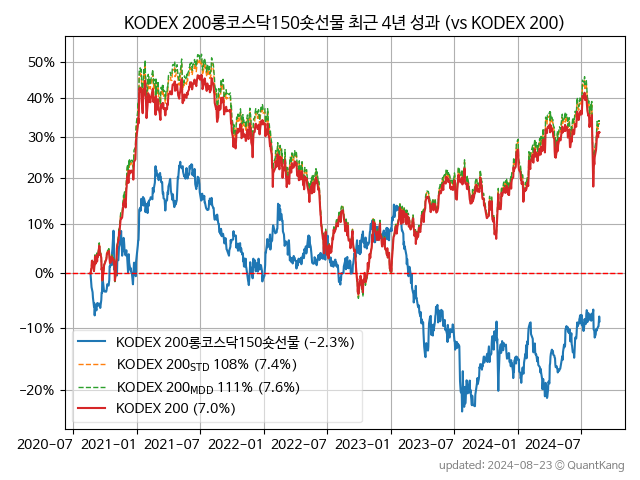 KODEX 200롱코스닥150숏선물 최근 4년 성과 (vs KODEX 200)
50%
40%
30%
20%
10%
0%
−10%
−20%
KODEX 200롱코스닥150숏선물 (−2.3%)
KODEX 200STD 108% (7.4%)
KODEX 200MDD 111% (7.6%)
KODEX 200 (7.0%)
2020-07 2021-01 2021-07 2022-01 2022-07 2023-01 2023-07 2024-01 2024-07
updated: 2024-08-23 © QuantKang